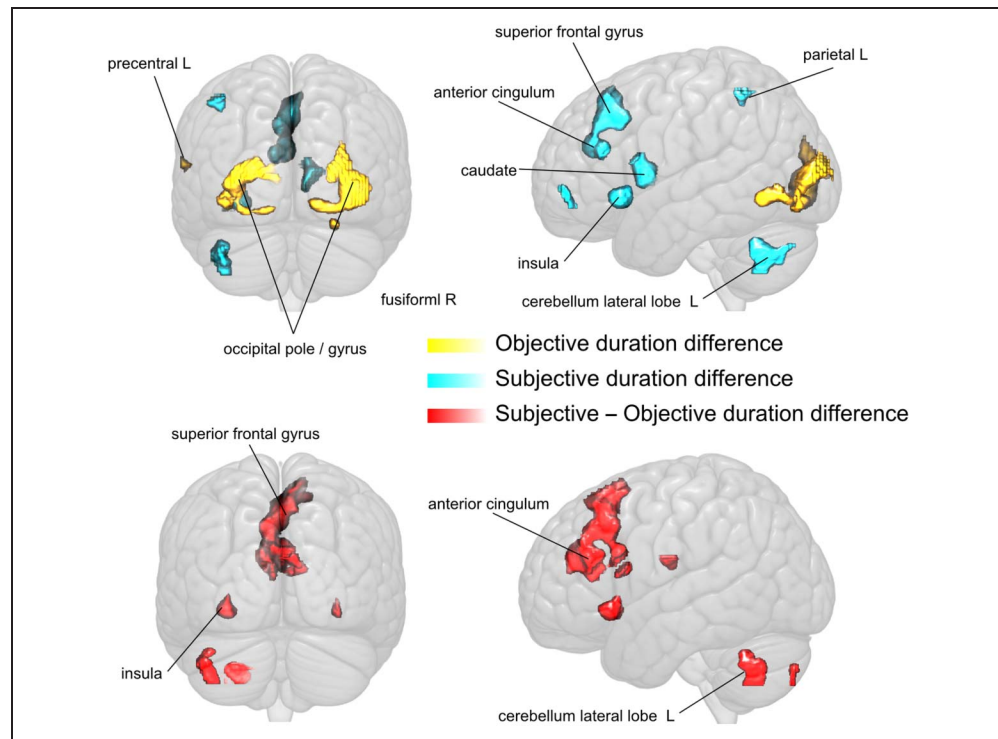 superior frontal gyrus
precentral L
parietal L
anterior cingulum
caudate
insula
fusiforml R
cerebellum lateral lobe L
occipital pole / gyrus
Objective duration difference
Subjective duration difference
Subjective – Objective duration difference
superior frontal gyrus
anterior cingulum
insula
cerebellum lateral lobe L